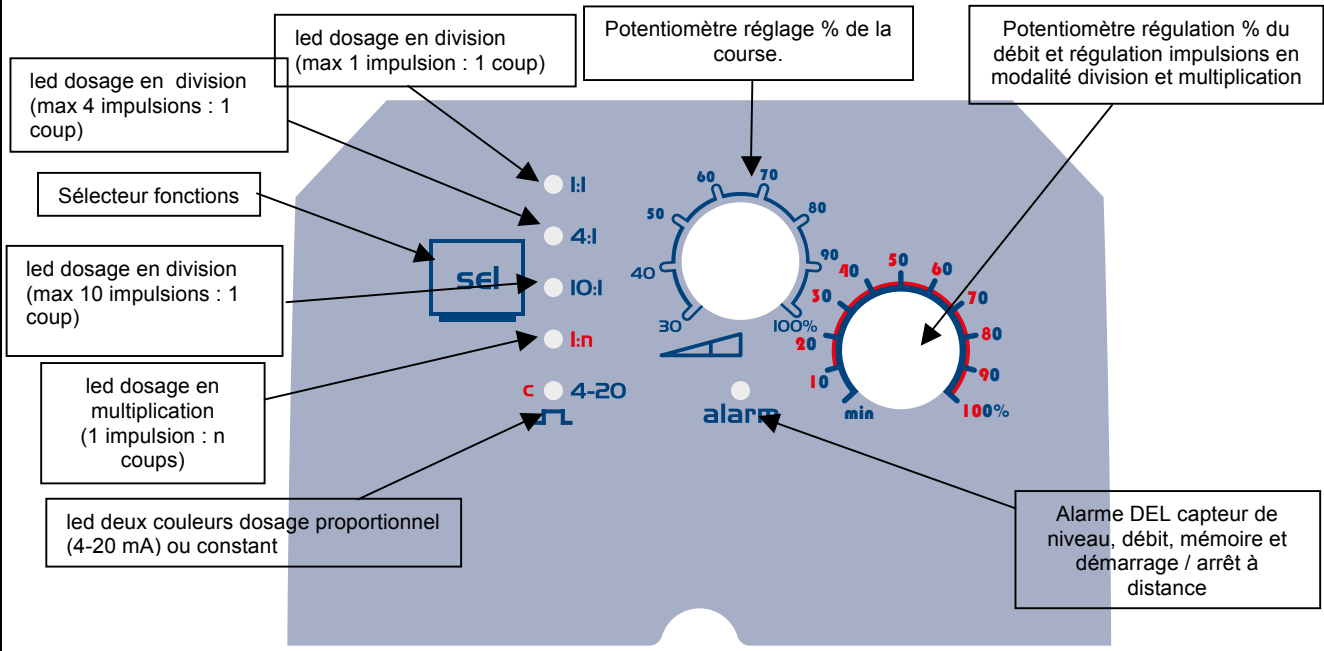 led dosage en division
(max 1 impulsion : 1 coup)
Potentiomètre réglage % de la
course.
Potentiomètre régulation % du
débit et régulation impulsions en
modalité division et multiplication
led dosage en division
(max 4 impulsions : 1
coup)
Sélecteur fonctions
led dosage en division
(max 10 impulsions : 1
coup)
led dosage en
multiplication
(1 impulsion : n
coups)
led deux couleurs dosage proportionnel
(4-20 mA) ou constant
sel
1:1
4:1
10:1
1:n
c 4-20
30
40
50
60
70
80
90
100%
alarm
min
10
20
30
40
50
60
70
80
90
100%
Alarme DEL capteur de
niveau, débit, mémoire et
démarrage / arrêt à
distance